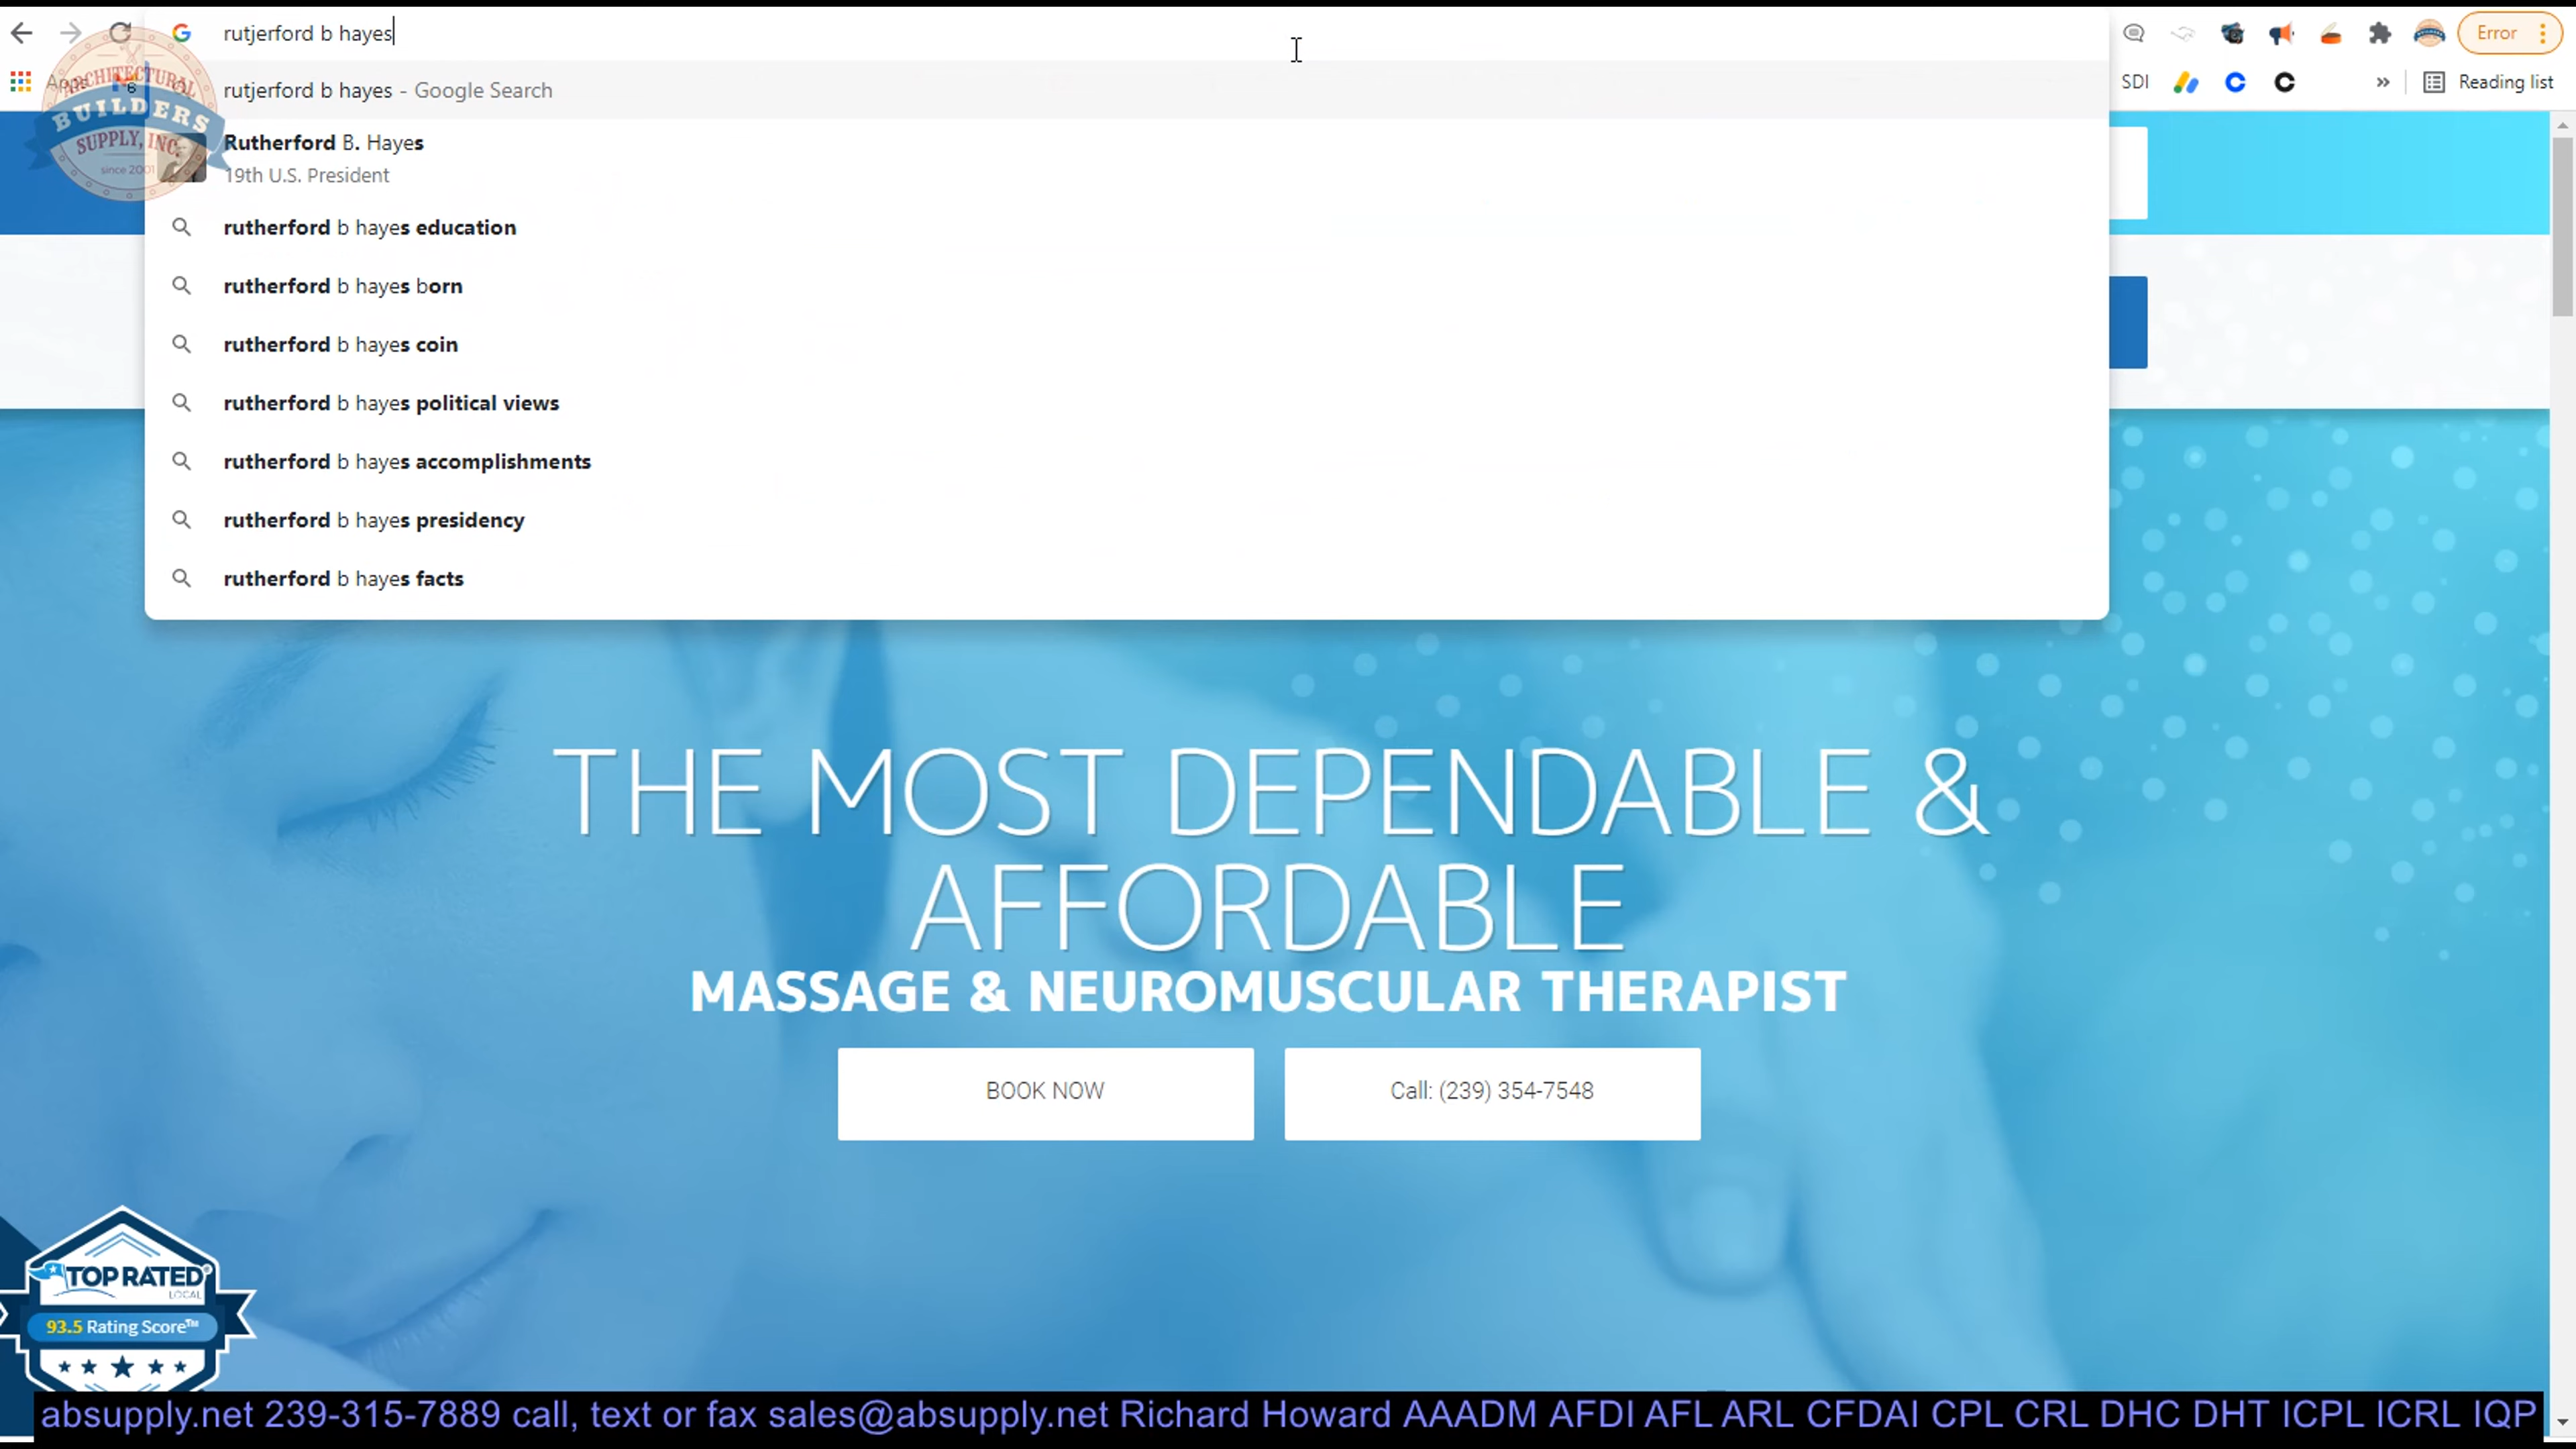 rutjerford b hayes
Error
Apps
SDI
Reading list
ARCHITECTURAL
BUILDERS
SUPPLY, INC.
since 2001
rutjerford b hayes - Google Search
Rutherford B. Hayes
19th U.S. President
rutherford b hayes education
rutherford b hayes born
rutherford b hayes coin
rutherford b hayes political views
rutherford b hayes accomplishments
rutherford b hayes presidency
rutherford b hayes facts
THE MOST DEPENDABLE &
AFFORDABLE
MASSAGE & NEUROMUSCULAR THERAPIST
BOOK NOW
Call: (239) 354-7548
TOP RATED
LOCAL
93.5 Rating Score™
absupply.net 239-315-7889 call, text or fax sales@absupply.net Richard Howard AAADM AFDI AFL ARL CFDAI CPL CRL DHC DHT ICPL ICRL IQP